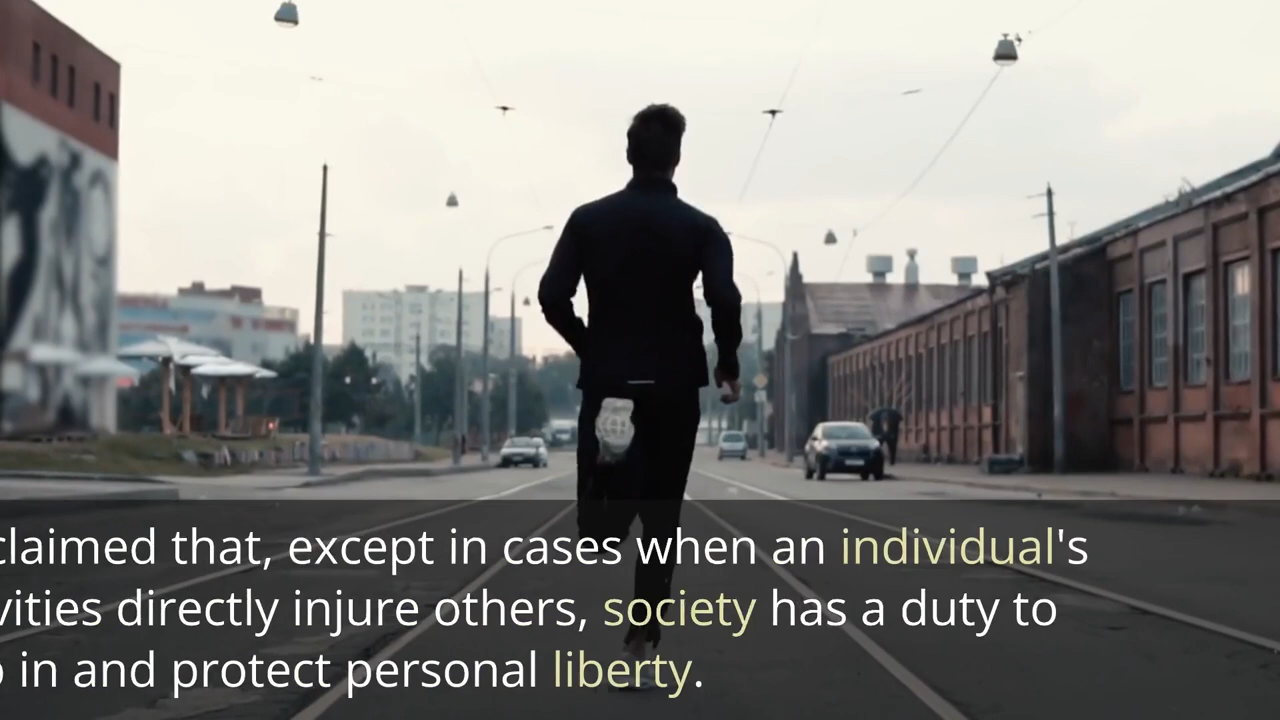 claimed that, except in cases when an individual's
vities directly injure others, society has a duty to
in and protect personal liberty.